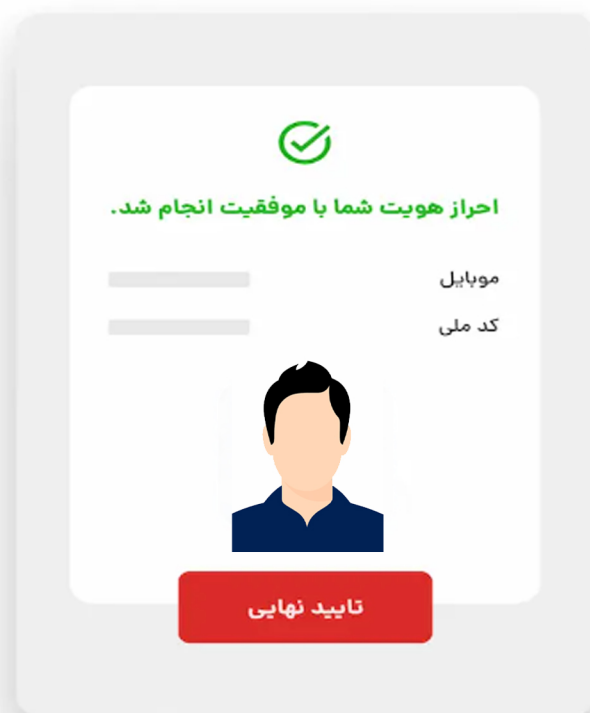 احراز هویت شما با موفقیت انجام شد.
موبایل
کد ملی
تایید نهایی